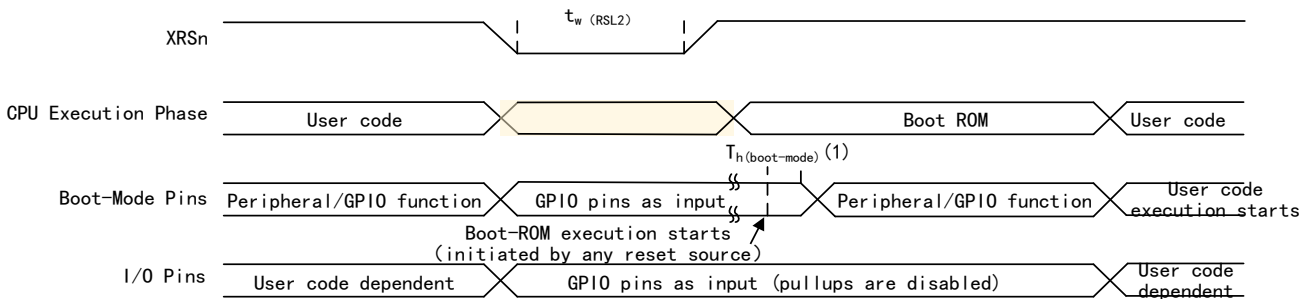 t w (RSL2)
XRSn
CPU Execution Phase
User code
Boot ROM
User code
T h(boot-mode) (1)
Boot-Mode Pins
Peripheral/GPIO function
GPIO pins as input
Peripheral/GPIO function
User code
execution starts
Boot-ROM execution starts
(initiated by any reset source)
I/O Pins
User code dependent
GPIO pins as input (pullups are disabled)
User code
dependent